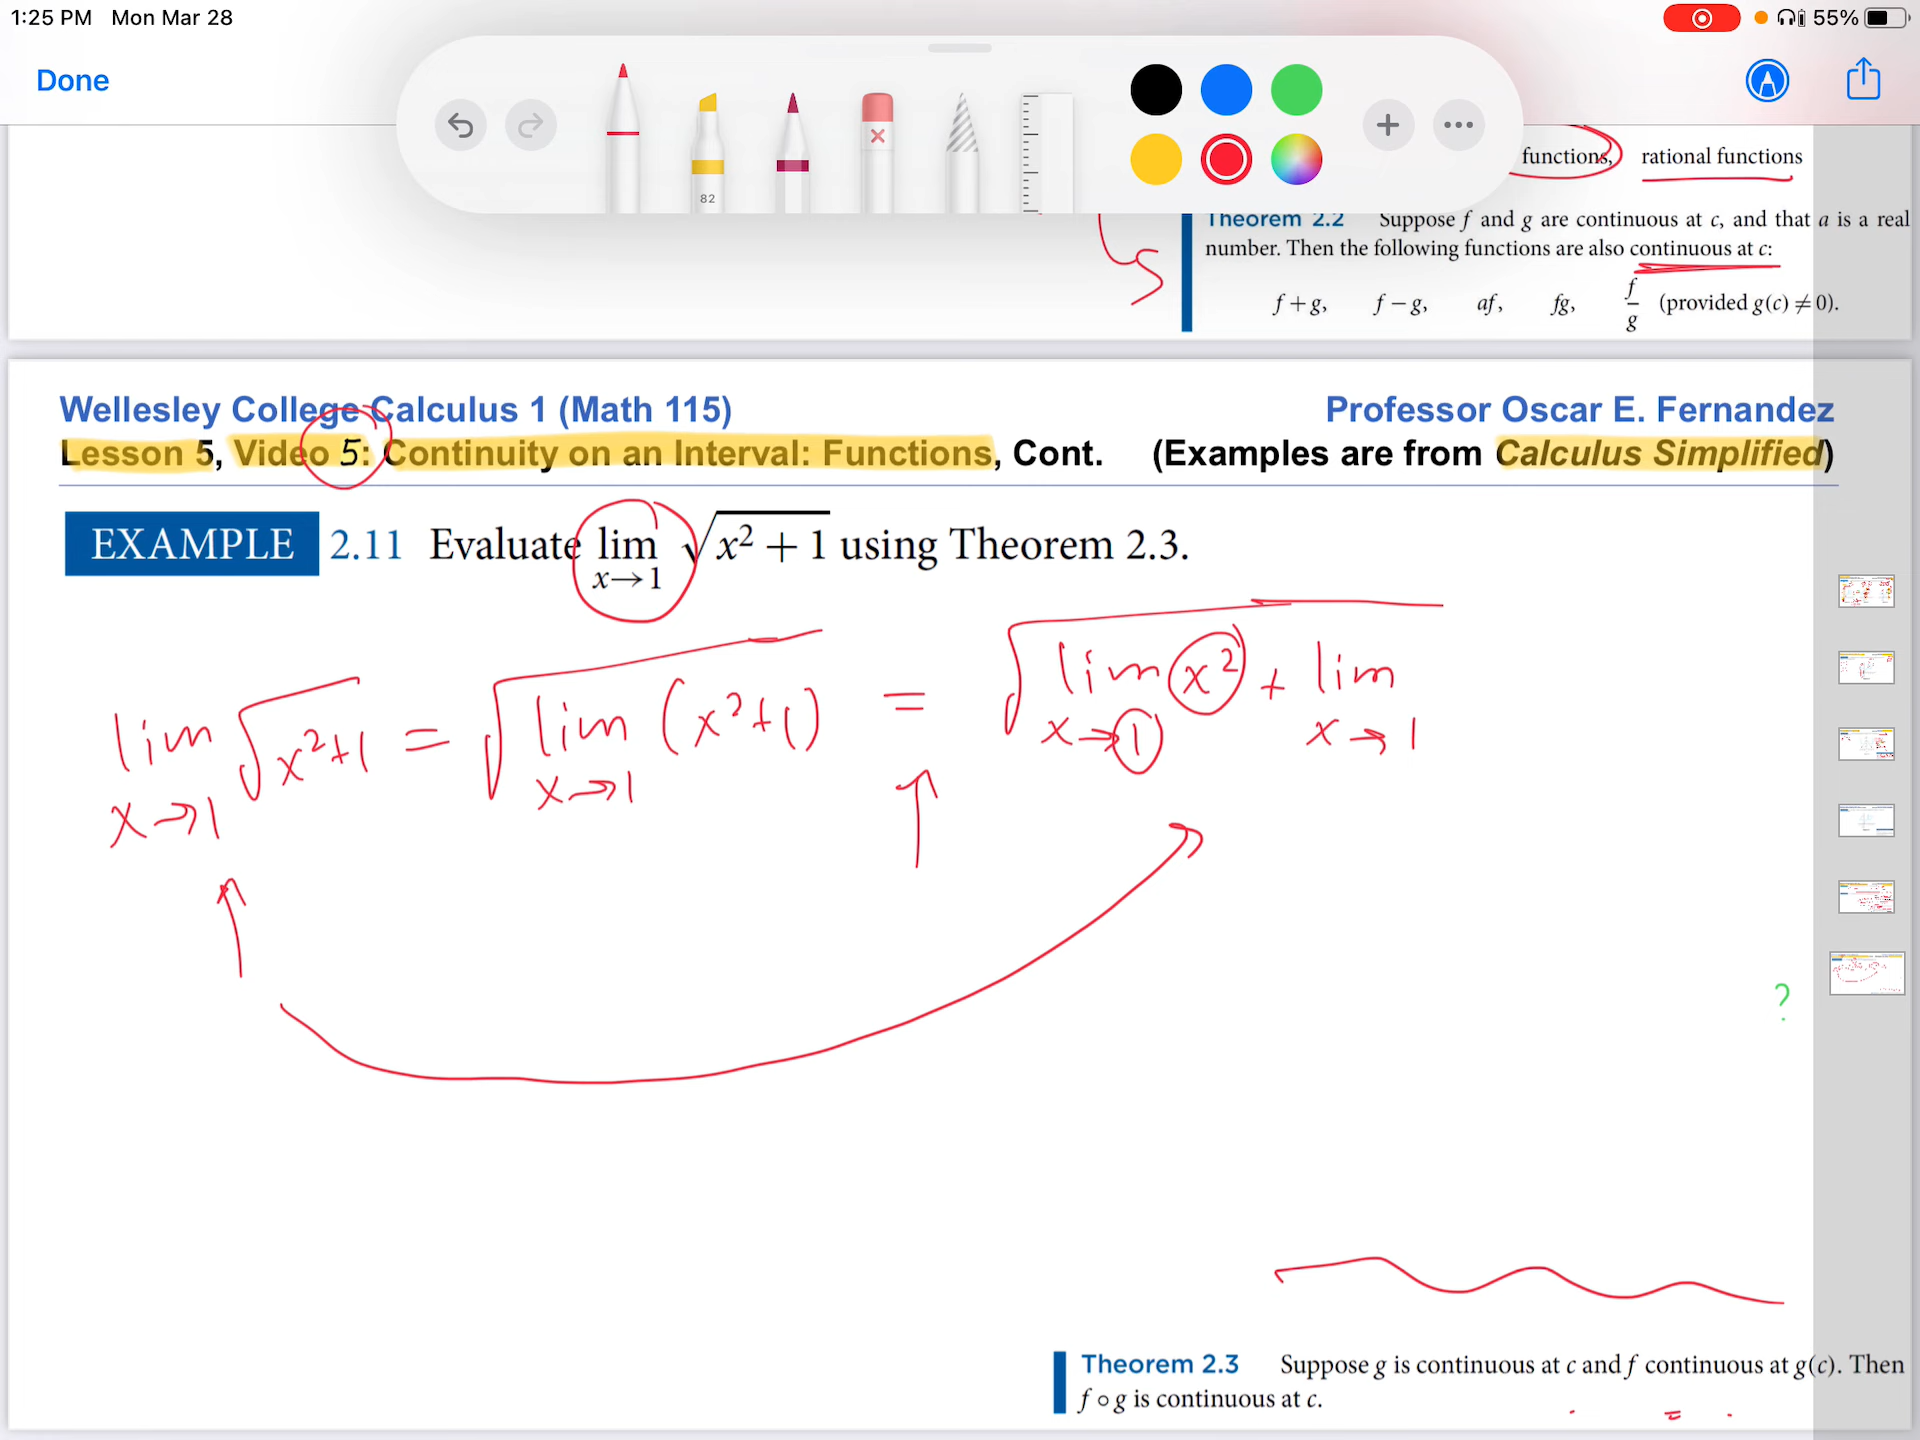 1:25 PM Mon Mar 28
55%
Done
82
functions, rational functions
Theorem 2.2 Suppose f and g are continuous at c, and that a is a real
number. Then the following functions are also continuous at c:
f + g, f − g, af, fg, f/g (provided g(c) ≠ 0).
Wellesley College Calculus 1 (Math 115) Professor Oscar E. Fernandez
Lesson 5, Video 5: Continuity on an Interval: Functions, Cont. (Examples are from Calculus Simplified)
EXAMPLE 2.11 Evaluate lim x→1 √(x² + 1) using Theorem 2.3.
lim x→1 √(x²+1) = √(lim x→1 (x²+1)) = √(lim x→1 x² + lim x→1
?
Theorem 2.3 Suppose g is continuous at c and f continuous at g(c). Then
f ∘ g is continuous at c.